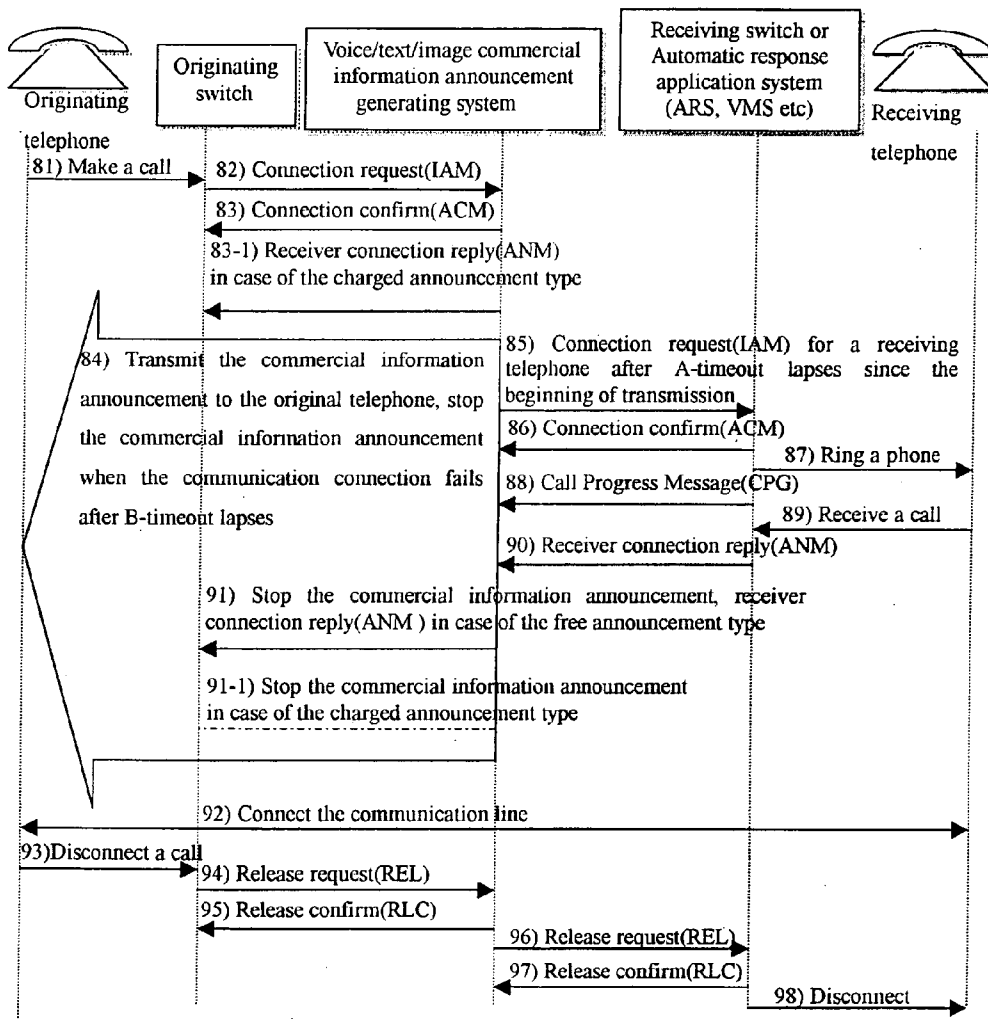 Originating
telephone
Originating
switch
Voice/text/image commercial
information announcement
generating system
Receiving switch or
Automatic response
application system
(ARS, VMS etc)
Receiving
telephone
81) Make a call
82) Connection request(IAM)
83) Connection confirm(ACM)
83-1) Receiver connection reply(ANM)
in case of the charged announcement type
84) Transmit the commercial information
announcement to the original telephone, stop
the commercial information announcement
when the communication connection fails
after B-timeout lapses
85) Connection request(IAM) for a
receiving telephone after A-timeout lapses since the
beginning of transmission
86) Connection confirm(ACM)
87) Ring a phone
88) Call Progress Message(CPG)
89) Receive a call
90) Receiver connection reply(ANM)
91) Stop the commercial information announcement, receiver
connection reply(ANM ) in case of the free announcement type
91-1) Stop the commercial information announcement
in case of the charged announcement type
92) Connect the communication line
93)Disconnect a call
94) Release request(REL)
95) Release confirm(RLC)
96) Release request(REL)
97) Release confirm(RLC)
98) Disconnect